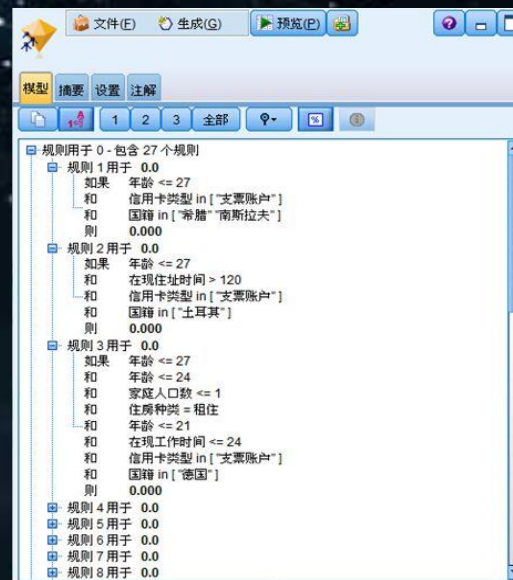 文件(F) 生成(G) 预览(P)
模型 摘要 设置 注解
1 2 3 全部 %
规则用于 0 - 包含 27 个规则
规则 1 用于 0.0
如果 年龄 <= 27
和 信用卡类型 in [ "支票账户" ]
和 国籍 in [ "希腊" "南斯拉夫" ]
则 0.000
规则 2 用于 0.0
如果 年龄 <= 27
和 在现住址时间 > 120
和 信用卡类型 in [ "支票账户" ]
和 国籍 in [ "土耳其" ]
则 0.000
规则 3 用于 0.0
如果 年龄 <= 27
和 年龄 <= 24
和 家庭人口数 <= 1
和 住房种类 = 租住
和 年龄 <= 21
和 在现工作时间 <= 24
和 信用卡类型 in [ "支票账户" ]
和 国籍 in [ "德国" ]
则 0.000
规则 4 用于 0.0
规则 5 用于 0.0
规则 6 用于 0.0
规则 7 用于 0.0
规则 8 用于 0.0